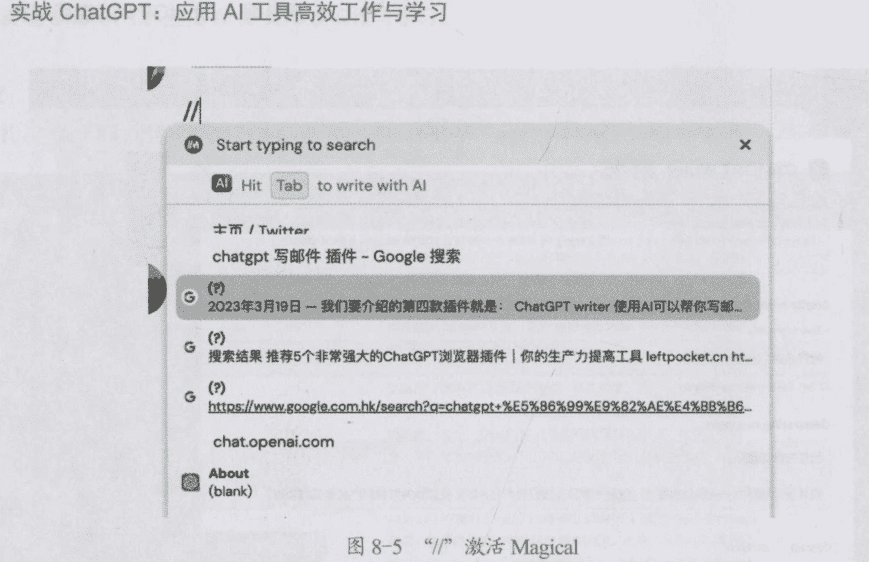 实战 ChatGPT：应用 AI 工具高效工作与学习
//
Start typing to search
AI Hit Tab to write with AI
主页 / Twitter
chatgpt 写邮件 插件 - Google 搜索
(?)
2023年3月19日 — 我们要介绍的第四款插件就是： ChatGPT writer 使用AI可以帮你写邮...
(?)
搜索结果 推荐5个非常强大的ChatGPT浏览器插件｜你的生产力提高工具 leftpocket.cn ht...
(?)
https://www.google.com.hk/search?q=chatgpt+%E5%86%99%E9%82%AE%E4%BB%B6...
chat.openai.com
About
(blank)
图 8-5 “//” 激活 Magical